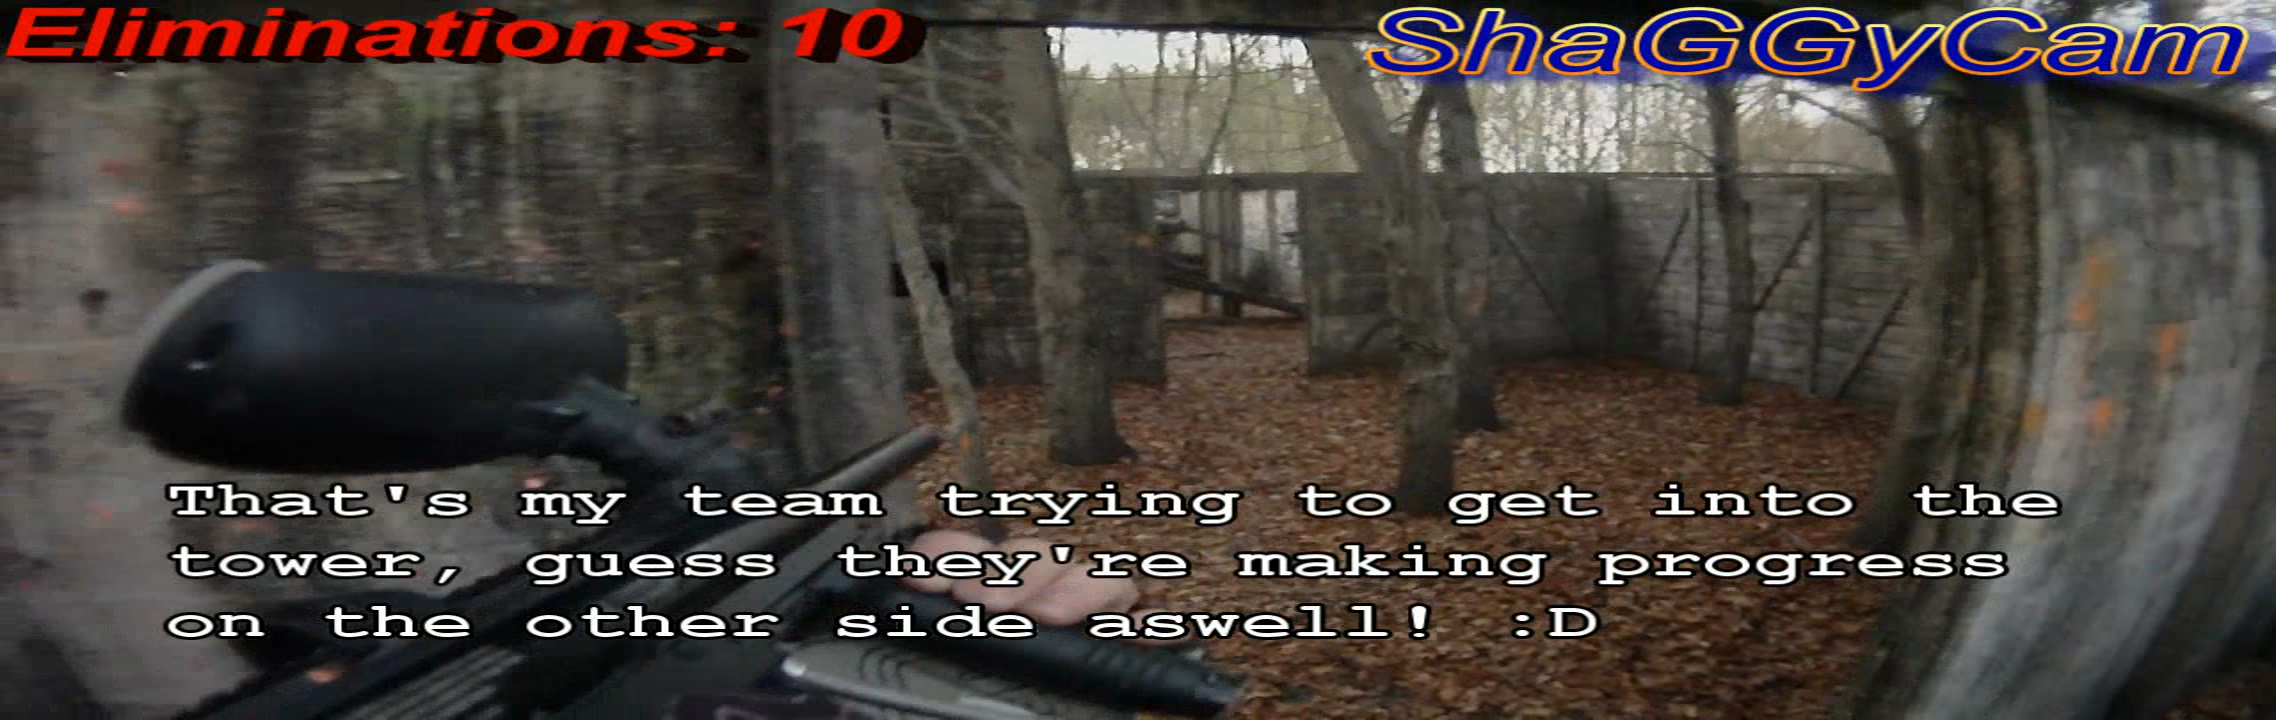 Eliminations: 10
ShaGGyCam
That's my team trying to get into the
tower, guess they're making progress
on the other side aswell! :D